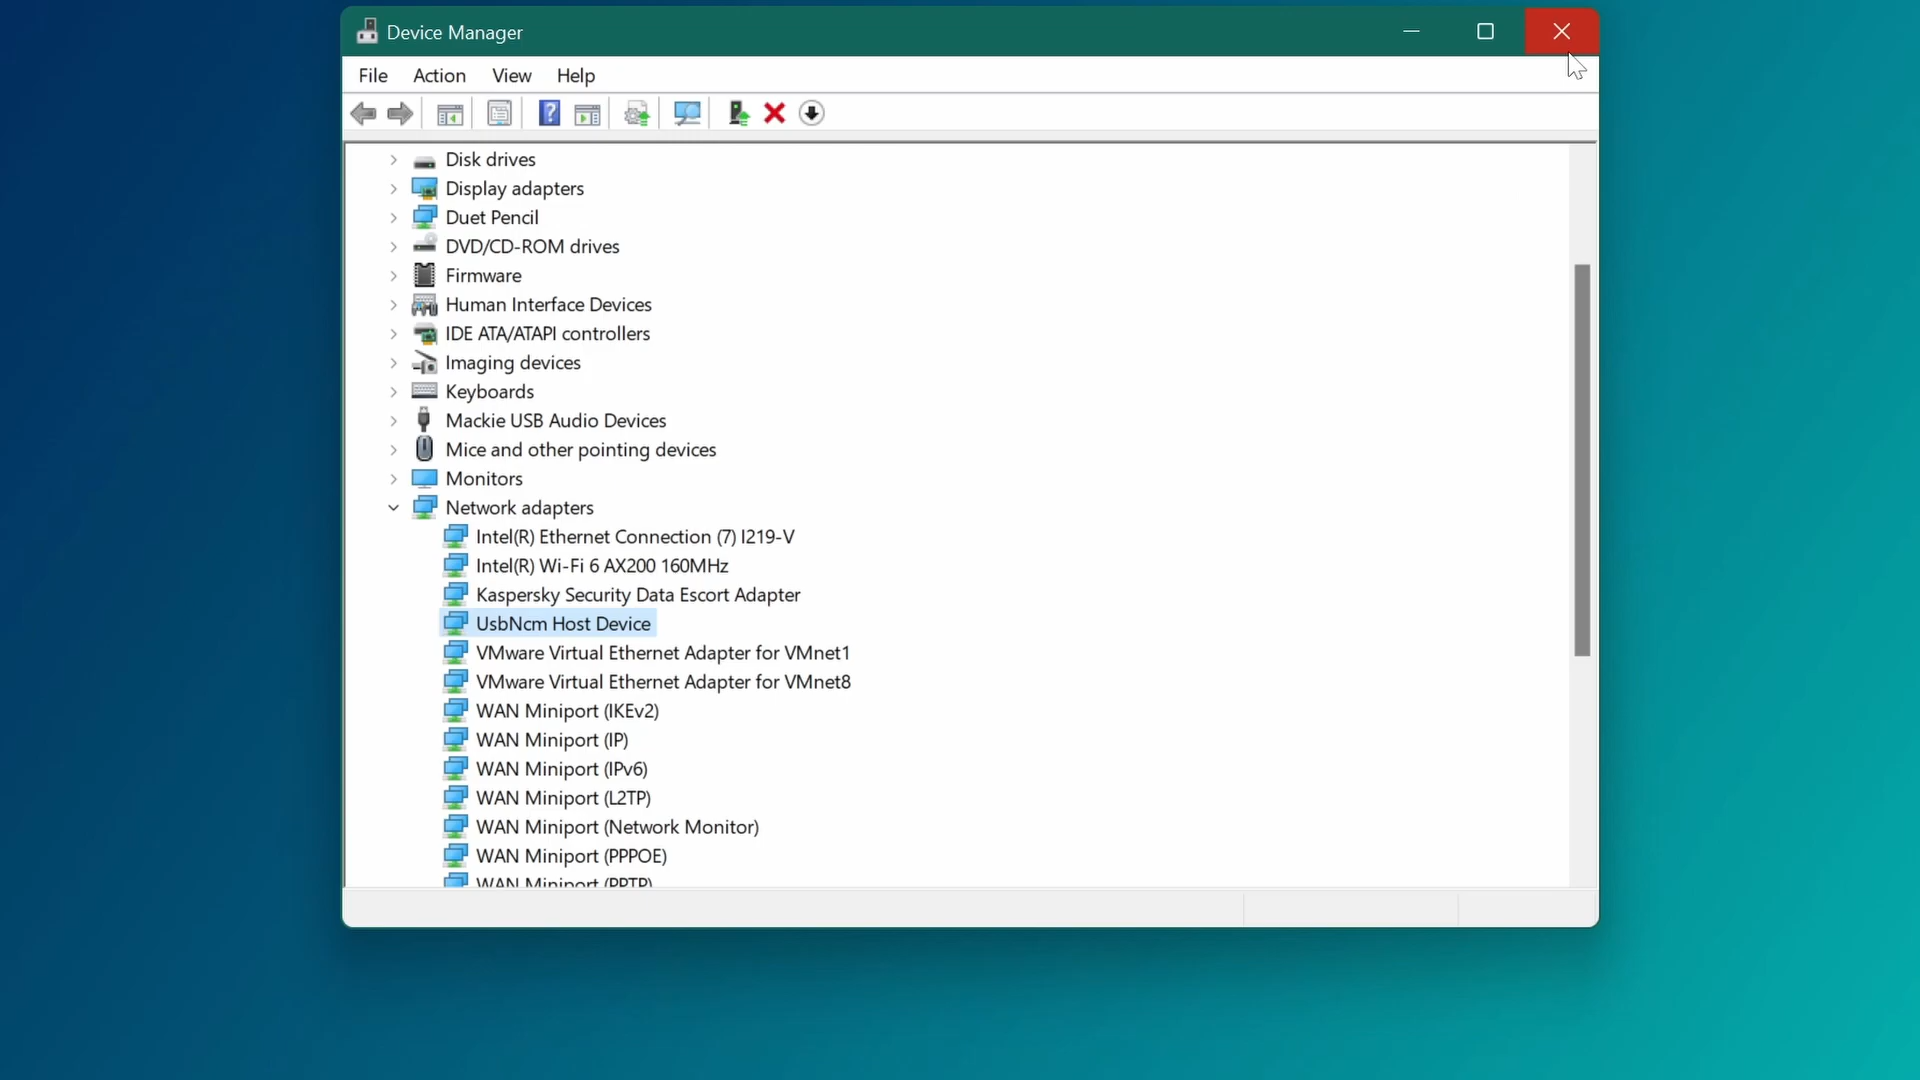 Device Manager
File Action View Help
Disk drives
Display adapters
Duet Pencil
DVD/CD-ROM drives
Firmware
Human Interface Devices
IDE ATA/ATAPI controllers
Imaging devices
Keyboards
Mackie USB Audio Devices
Mice and other pointing devices
Monitors
Network adapters
Intel(R) Ethernet Connection (7) I219-V
Intel(R) Wi-Fi 6 AX200 160MHz
Kaspersky Security Data Escort Adapter
UsbNcm Host Device
VMware Virtual Ethernet Adapter for VMnet1
VMware Virtual Ethernet Adapter for VMnet8
WAN Miniport (IKEv2)
WAN Miniport (IP)
WAN Miniport (IPv6)
WAN Miniport (L2TP)
WAN Miniport (Network Monitor)
WAN Miniport (PPPOE)
WAN Miniport (PPTP)